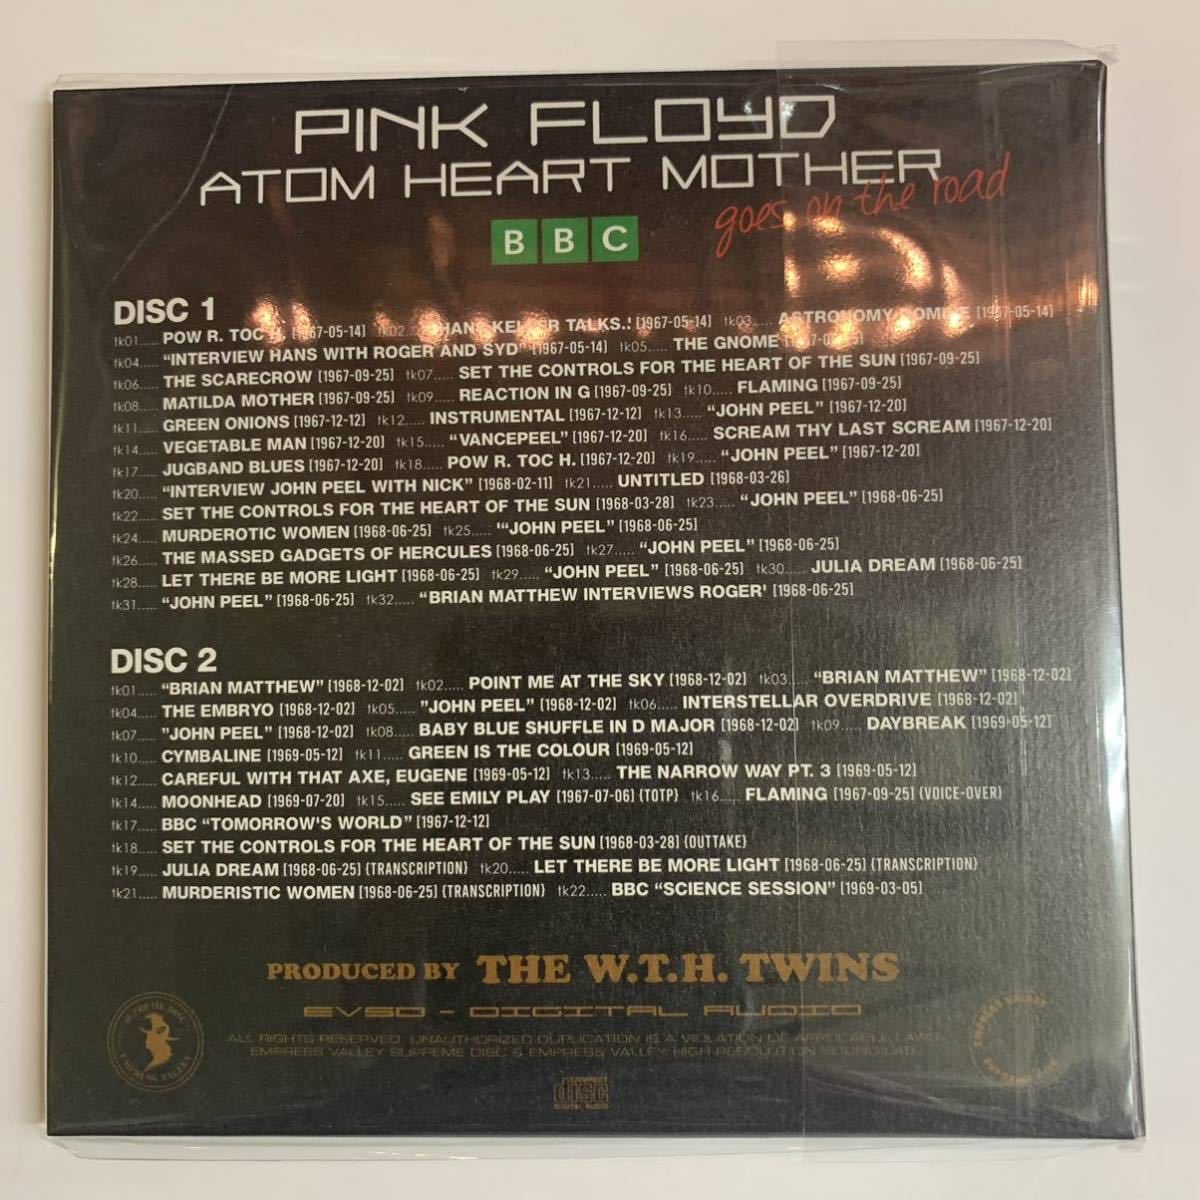 PINK FLOYD
ATOM HEART MOTHER
goes on the road
BBC
DISC 1
tk01..... POW R. TOC H. [1967-05-14] tk02..... "HANS KELLER TALKS.." [1967-05-14] tk03..... ASTRONOMY DOMINE [1967-05-14]
tk04..... "INTERVIEW HANS WITH ROGER AND SYD" [1967-05-14] tk05..... THE GNOME [1967-09-25]
tk06..... THE SCARECROW [1967-09-25] tk07..... SET THE CONTROLS FOR THE HEART OF THE SUN [1967-09-25]
tk08..... MATILDA MOTHER [1967-09-25] tk09..... REACTION IN G [1967-09-25] tk10..... FLAMING [1967-09-25]
tk11..... GREEN ONIONS [1967-12-12] tk12..... INSTRUMENTAL [1967-12-12] tk13..... "JOHN PEEL" [1967-12-20]
tk14..... VEGETABLE MAN [1967-12-20] tk15..... "VANCEPEEL" [1967-12-20] tk16..... SCREAM THY LAST SCREAM [1967-12-20]
tk17..... JUGBAND BLUES [1967-12-20] tk18..... POW R. TOC H. [1967-12-20] tk19..... "JOHN PEEL" [1967-12-20]
tk20..... "INTERVIEW JOHN PEEL WITH NICK" [1968-02-11] tk21..... UNTITLED [1968-03-26]
tk22..... SET THE CONTROLS FOR THE HEART OF THE SUN [1968-03-28] tk23..... "JOHN PEEL" [1968-06-25]
tk24..... MURDEROTIC WOMEN [1968-06-25] tk25..... '"JOHN PEEL" [1968-06-25]
tk26..... THE MASSED GADGETS OF HERCULES [1968-06-25] tk27..... "JOHN PEEL" [1968-06-25]
tk28..... LET THERE BE MORE LIGHT [1968-06-25] tk29..... "JOHN PEEL" [1968-06-25] tk30..... JULIA DREAM [1968-06-25]
tk31..... "JOHN PEEL" [1968-06-25] tk32..... "BRIAN MATTHEW INTERVIEWS ROGER' [1968-06-25]
DISC 2
tk01..... "BRIAN MATTHEW" [1968-12-02] tk02..... POINT ME AT THE SKY [1968-12-02] tk03..... "BRIAN MATTHEW" [1968-12-02]
tk04..... THE EMBRYO [1968-12-02] tk05..... "JOHN PEEL" [1968-12-02] tk06..... INTERSTELLAR OVERDRIVE [1968-12-02]
tk07..... "JOHN PEEL" [1968-12-02] tk08..... BABY BLUE SHUFFLE IN D MAJOR [1968-12-02] tk09..... DAYBREAK [1969-05-12]
tk10..... CYMBALINE [1969-05-12] tk11..... GREEN IS THE COLOUR [1969-05-12]
tk12..... CAREFUL WITH THAT AXE, EUGENE [1969-05-12] tk13..... THE NARROW WAY PT. 3 [1969-05-12]
tk14..... MOONHEAD [1969-07-20] tk15..... SEE EMILY PLAY [1967-07-06] (TOTP) tk16..... FLAMING [1967-09-25] (VOICE-OVER)
tk17..... BBC "TOMORROW'S WORLD" [1967-12-12]
tk18..... SET THE CONTROLS FOR THE HEART OF THE SUN [1968-03-28] (OUTTAKE)
tk19..... JULIA DREAM [1968-06-25] (TRANSCRIPTION) tk20..... LET THERE BE MORE LIGHT [1968-06-25] (TRANSCRIPTION)
tk21..... MURDERISTIC WOMEN [1968-06-25] (TRANSCRIPTION) tk22..... BBC "SCIENCE SESSION" [1969-03-05]
PRODUCED BY THE W.T.H. TWINS
EVSD - DIGITAL AUDIO
ALL RIGHTS RESERVED. UNAUTHORIZED DUPLICATION IS A VIOLATION OF APPLICABLE LAWS.
EMPRESS VALLEY SUPREME DISC & EMPRESS VALLEY HIGH RESOLUTION SOUNDLAB
SUPREME DISC
EMPRESS VALLEY
EMPRESS VALLEY
COMPACT
disc
DIGITAL AUDIO